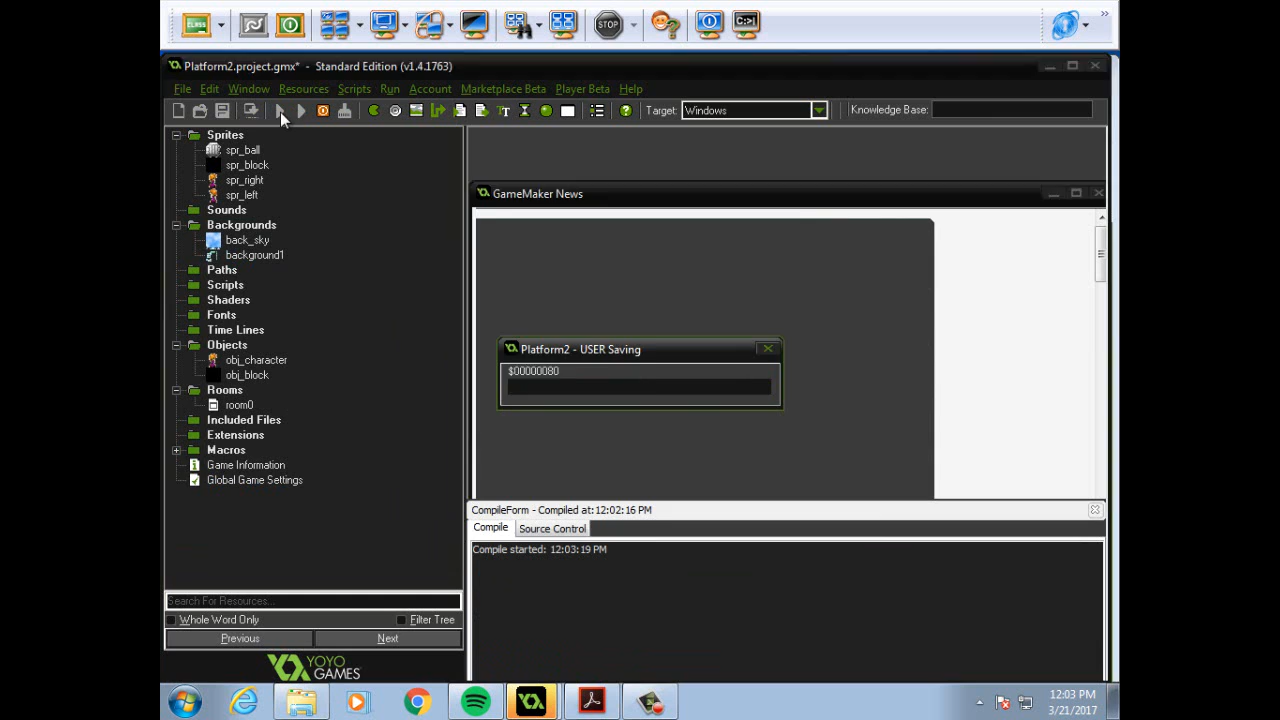 CLASS
STOP
C:\>
Platform2.project.gmx* - Standard Edition (v1.4.1763)
File Edit Window Resources Scripts Run Account Marketplace Beta Player Beta Help
Target: Windows Knowledge Base:
Sprites
spr_ball
spr_block
spr_right
spr_left
Sounds
Backgrounds
back_sky
background1
Paths
Scripts
Shaders
Fonts
Time Lines
Objects
obj_character
obj_block
Rooms
room0
Included Files
Extensions
Macros
Game Information
Global Game Settings
Search For Resources...
Whole Word Only Filter Tree
Previous Next
YOYO
GAMES™
GameMaker News
Platform2 - USER Saving
$00000080
CompileForm - Compiled at:12:02:16 PM
Compile Source Control
Compile started: 12:03:19 PM
12:03 PM
3/21/2017